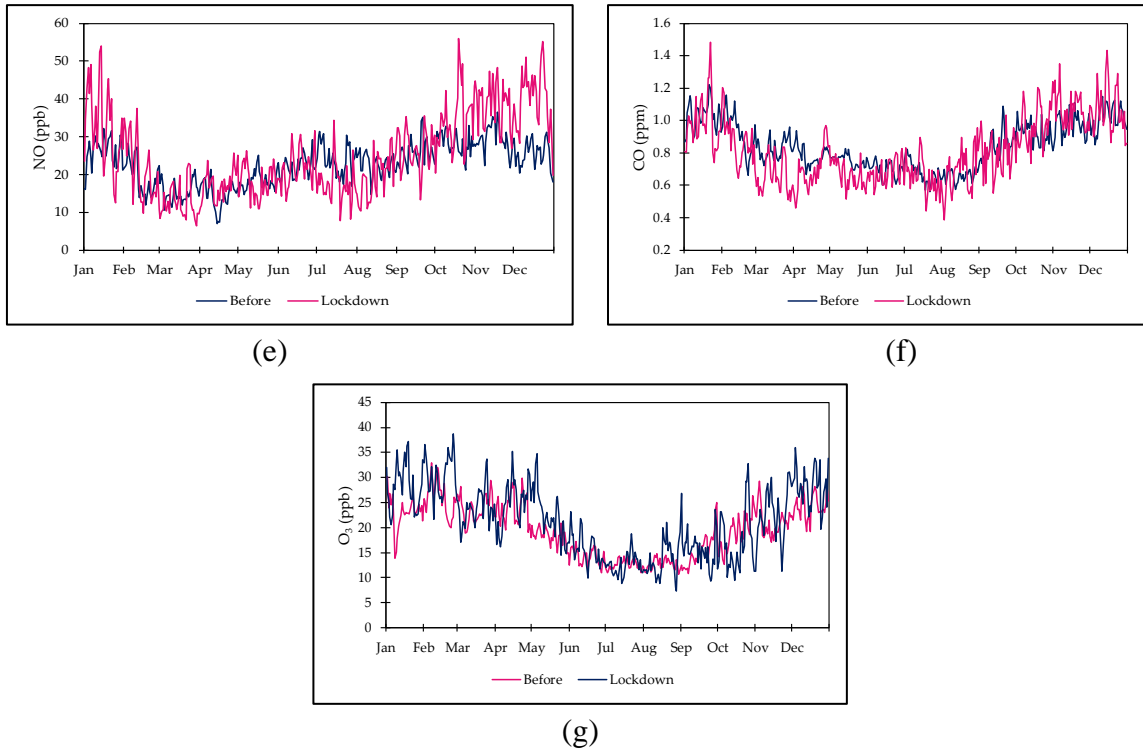 60
50
40
30
20
10
0
NO (ppb)
Jan Feb Mar Apr May Jun Jul Aug Sep Oct Nov Dec
Before Lockdown
(e)
1.6
1.4
1.2
1.0
0.8
0.6
0.4
0.2
CO (ppm)
Jan Feb Mar Apr May Jun Jul Aug Sep Oct Nov Dec
Before Lockdown
(f)
45
40
35
30
25
20
15
10
5
0
O₃ (ppb)
Jan Feb Mar Apr May Jun Jul Aug Sep Oct Nov Dec
Before Lockdown
(g)